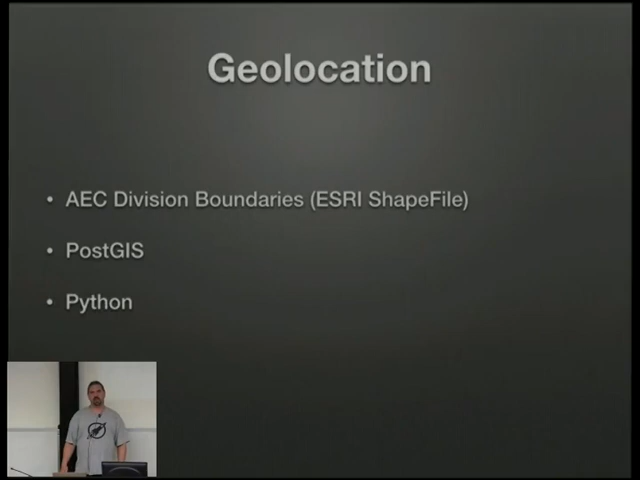 Geolocation
• AEC Division Boundaries (ESRI ShapeFile)
• PostGIS
• Python